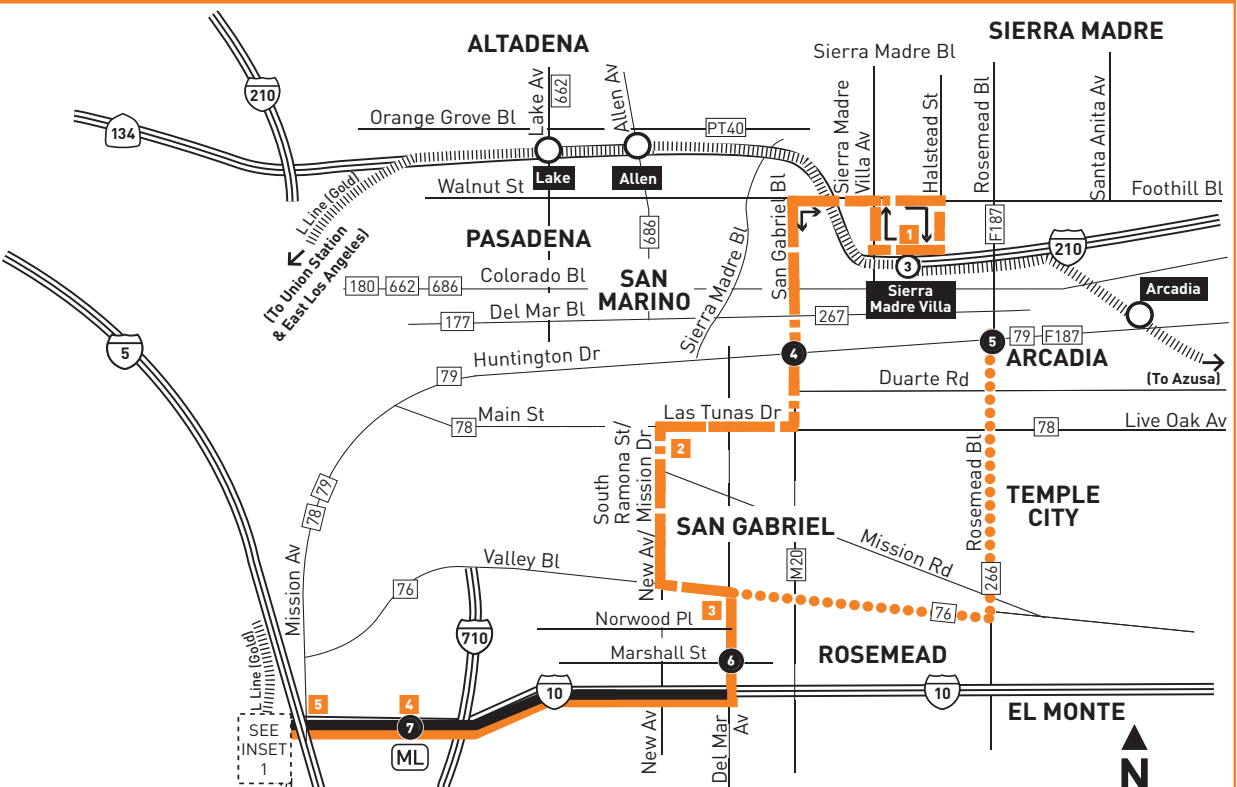 SIERRA MADRE
ALTADENA
Sierra Madre Bl
210
134
Orange Grove Bl
Lake Av
662
Allen Av
PT40
Sierra Madre
Villa Av
Halstead St
Rosemead Bl
Santa Anita Av
Lake
Allen
Walnut St
Foothill Bl
L Line (Gold)
(To Union Station
& East Los Angeles)
PASADENA
686
San Gabriel Bl
1
F187
210
3
Sierra
Madre Villa
Arcadia
180
662
686
Colorado Bl
SAN
MARINO
Sierra Madre Bl
177
Del Mar Bl
267
5
Huntington Dr
4
5
79
F187
ARCADIA
(To Azusa)
79
Duarte Rd
Main St
78
Las Tunas Dr
78
Live Oak Av
2
South
Ramona St/
New Av/ Mission Dr
78
79
SAN GABRIEL
Rosemead Bl
TEMPLE
CITY
Mission Rd
Mission Av
Valley Bl
76
M20
266
76
3
Norwood Pl
710
Marshall St
6
ROSEMEAD
L Line (Gold)
10
10
EL MONTE
5
4
7
ML
SEE
INSET
1
New Av
Del Mar
Av
N